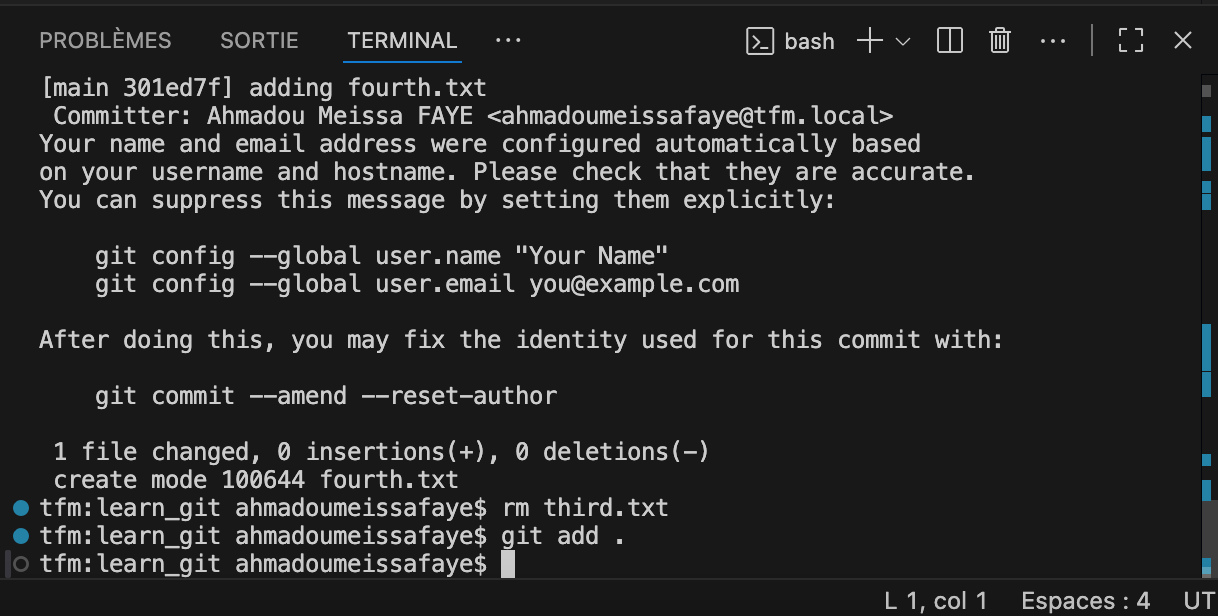 PROBLÈMES SORTIE TERMINAL ··· bash
[main 301ed7f] adding fourth.txt
 Committer: Ahmadou Meissa FAYE <ahmadoumeissafaye@tfm.local>
Your name and email address were configured automatically based
on your username and hostname. Please check that they are accurate.
You can suppress this message by setting them explicitly:

    git config --global user.name "Your Name"
    git config --global user.email you@example.com

After doing this, you may fix the identity used for this commit with:

    git commit --amend --reset-author

 1 file changed, 0 insertions(+), 0 deletions(-)
 create mode 100644 fourth.txt
tfm:learn_git ahmadoumeissafaye$ rm third.txt
tfm:learn_git ahmadoumeissafaye$ git add .
tfm:learn_git ahmadoumeissafaye$
L 1, col 1 Espaces : 4 UT